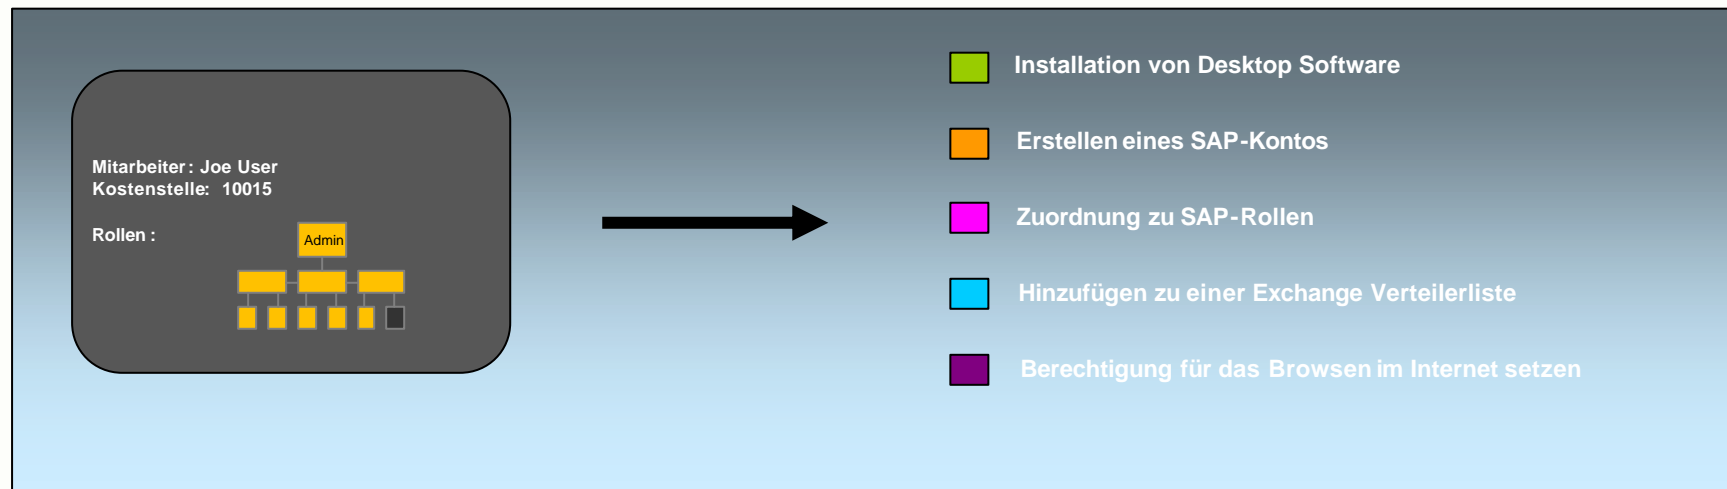 Mitarbeiter: Joe User
Kostenstelle: 10015
Rollen :
Admin
Installation von Desktop Software
Erstellen eines SAP-Kontos
Zuordnung zu SAP-Rollen
Hinzufügen zu einer Exchange Verteilerliste
Berechtigung für das Browsen im Internet setzen